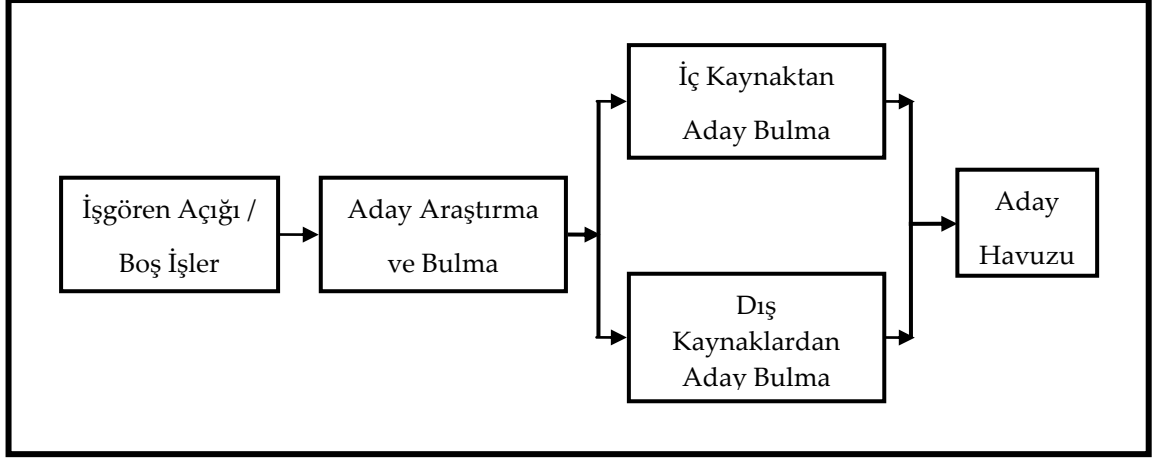 İşgören Açığı /
Boş İşler
Aday Araştırma
ve Bulma
İç Kaynaktan
Aday Bulma
Dış
Kaynaklardan
Aday Bulma
Aday
Havuzu